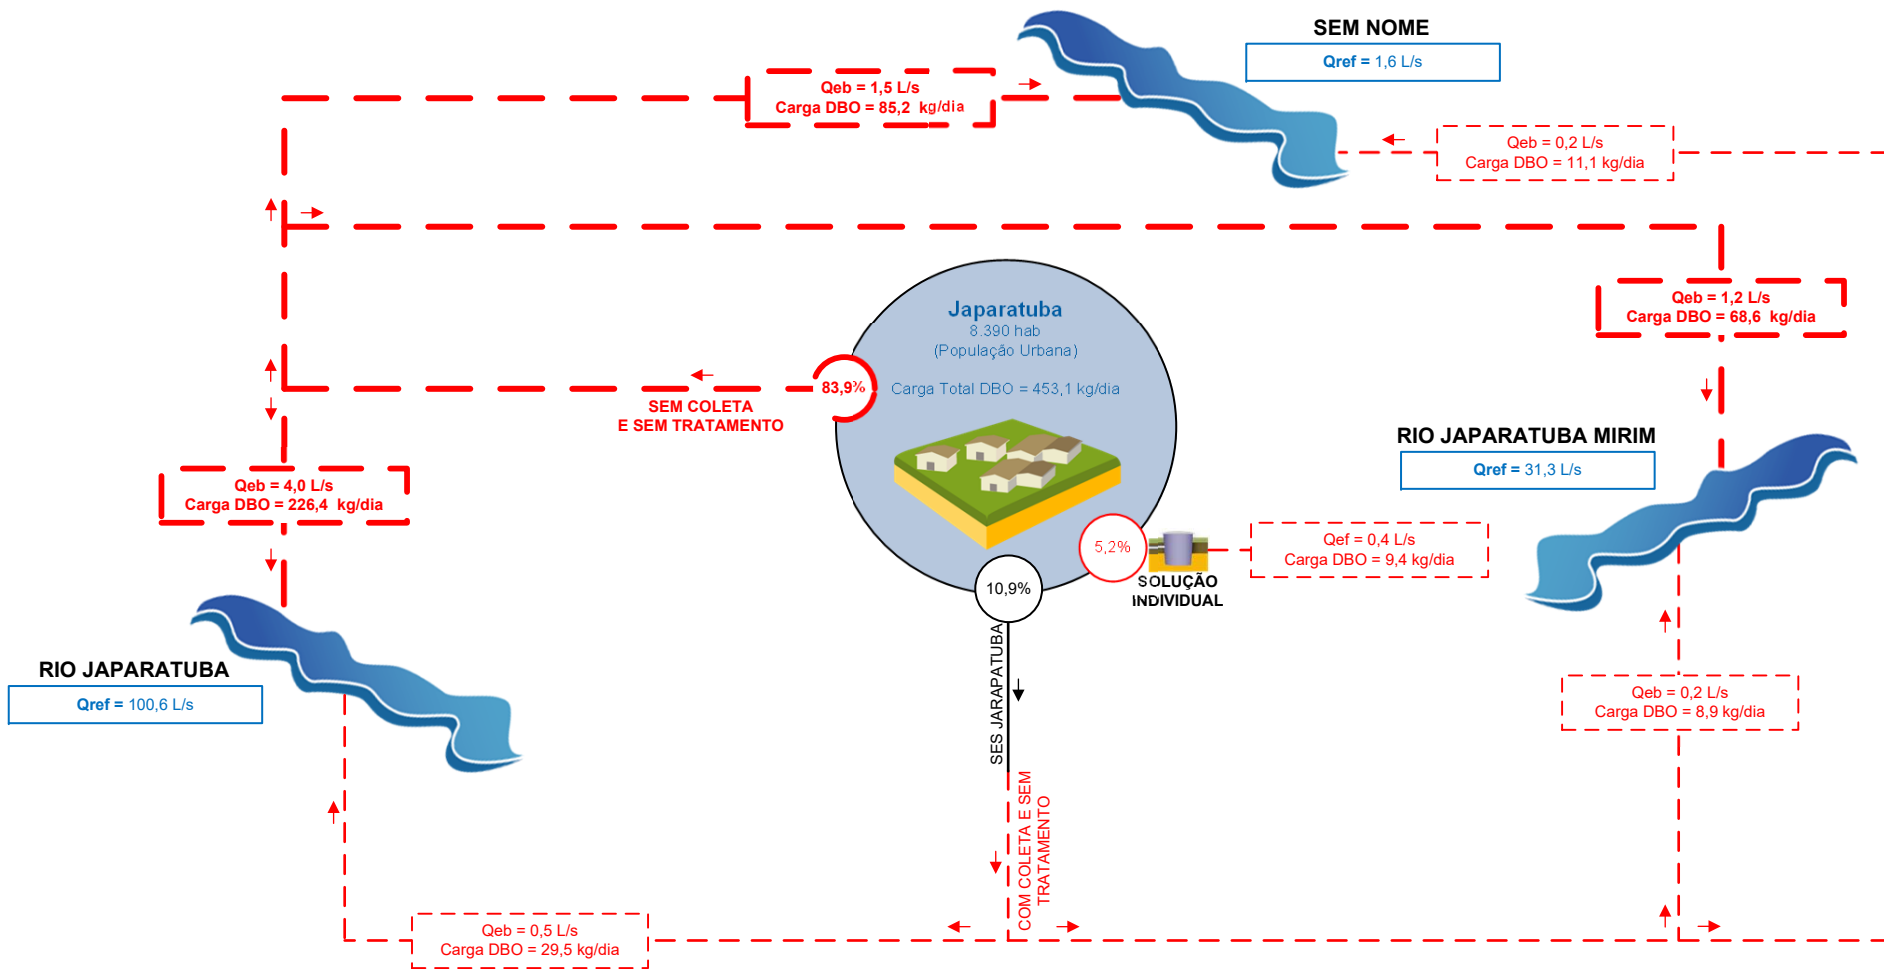 SEM NOME
Qref = 1,6 L/s
Qeb = 1,5 L/s
Carga DBO = 85,2 kg/dia
Qeb = 0,2 L/s
Carga DBO = 11,1 kg/dia
Qeb = 1,2 L/s
Carga DBO = 68,6 kg/dia
Japaratuba
8.390 hab
(População Urbana)
Carga Total DBO = 453,1 kg/dia
83,9%
SEM COLETA
E SEM TRATAMENTO
RIO JAPARATUBA MIRIM
Qref = 31,3 L/s
Qeb = 4,0 L/s
Carga DBO = 226,4 kg/dia
5,2%
SOLUÇÃO
INDIVIDUAL
Qef = 0,4 L/s
Carga DBO = 9,4 kg/dia
10,9%
SES JARAPATUBA
COM COLETA E SEM
TRATAMENTO
RIO JAPARATUBA
Qref = 100,6 L/s
Qeb = 0,2 L/s
Carga DBO = 8,9 kg/dia
Qeb = 0,5 L/s
Carga DBO = 29,5 kg/dia